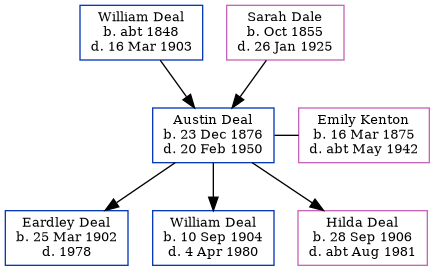 William Deal
b. abt 1848
d. 16 Mar 1903
Sarah Dale
b. Oct 1855
d. 26 Jan 1925
Austin Deal
b. 23 Dec 1876
d. 20 Feb 1950
Emily Kenton
b. 16 Mar 1875
d. abt May 1942
Eardley Deal
b. 25 Mar 1902
d. 1978
William Deal
b. 10 Sep 1904
d. 4 Apr 1980
Hilda Deal
b. 28 Sep 1906
d. abt Aug 1981